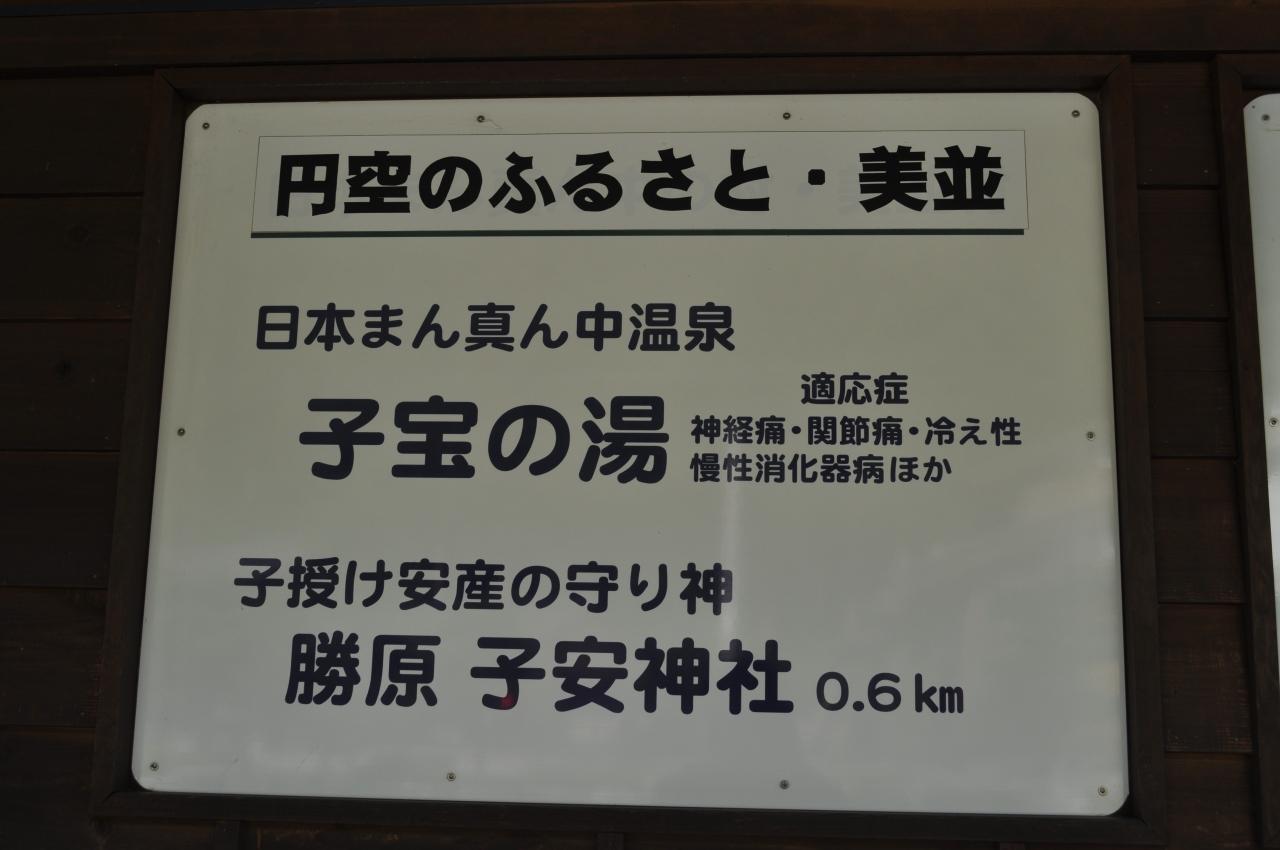 円空のふるさと・美並
日本まん真ん中温泉
子宝の湯
適応症
神経痛・関節痛・冷え性
慢性消化器病ほか
子授け安産の守り神
勝原 子安神社 0.6km